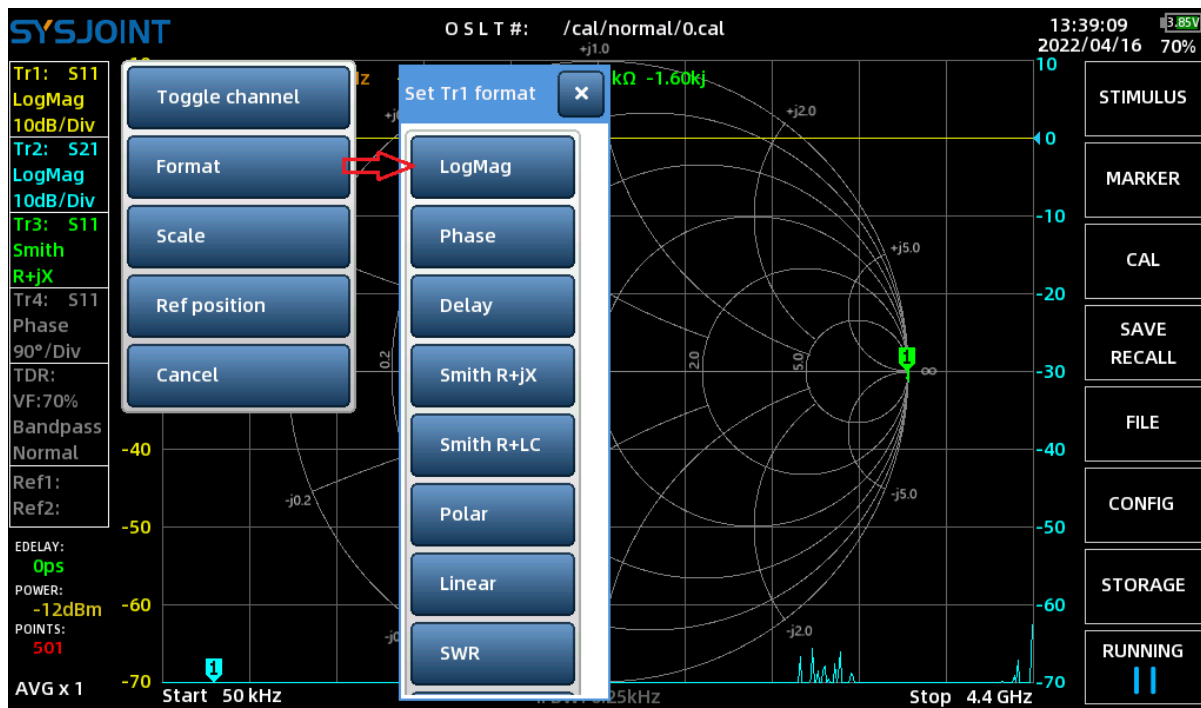 SYSJOINT
O S L T #: /cal/normal/0.cal
13:39:09
3.85V
2022/04/16 70%
Tr1: S11
LogMag
10dB/Div
Tr2: S21
LogMag
10dB/Div
Tr3: S11
Smith
R+jX
Tr4: S11
Phase
90°/Div
TDR:
VF:70%
Bandpass
Normal
Ref1:
Ref2:
EDELAY:
0ps
POWER:
-12dBm
POINTS:
501
AVG x 1
Toggle channel
Format
Scale
Ref position
Cancel
Set Tr1 format ×
LogMag
Phase
Delay
Smith R+jX
Smith R+LC
Polar
Linear
SWR
kΩ -1.60kj
+j1.0
+j2.0
+j5.0
0.2
2.0
5.0
∞
-j0.2
-j5.0
-j2.0
1
1
-40
-50
-60
-70
10
0
-10
-20
-30
-40
-50
-60
-70
Start 50 kHz
Stop 4.4 GHz
STIMULUS
MARKER
CAL
SAVE
RECALL
FILE
CONFIG
STORAGE
RUNNING